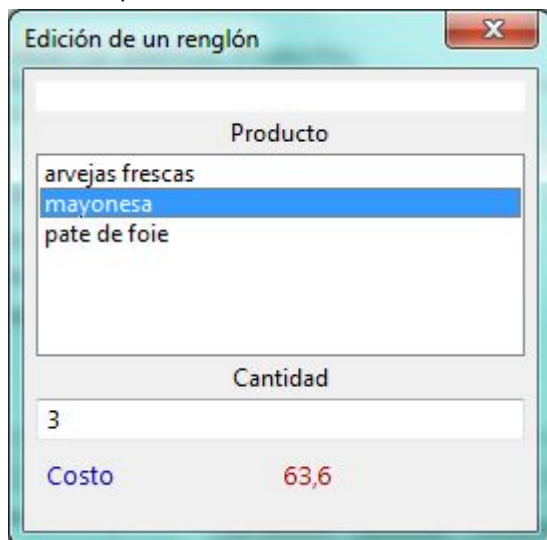 Edición de un renglón
Producto
arvejas frescas
mayonesa
pate de foie
Cantidad
3
Costo 63,6